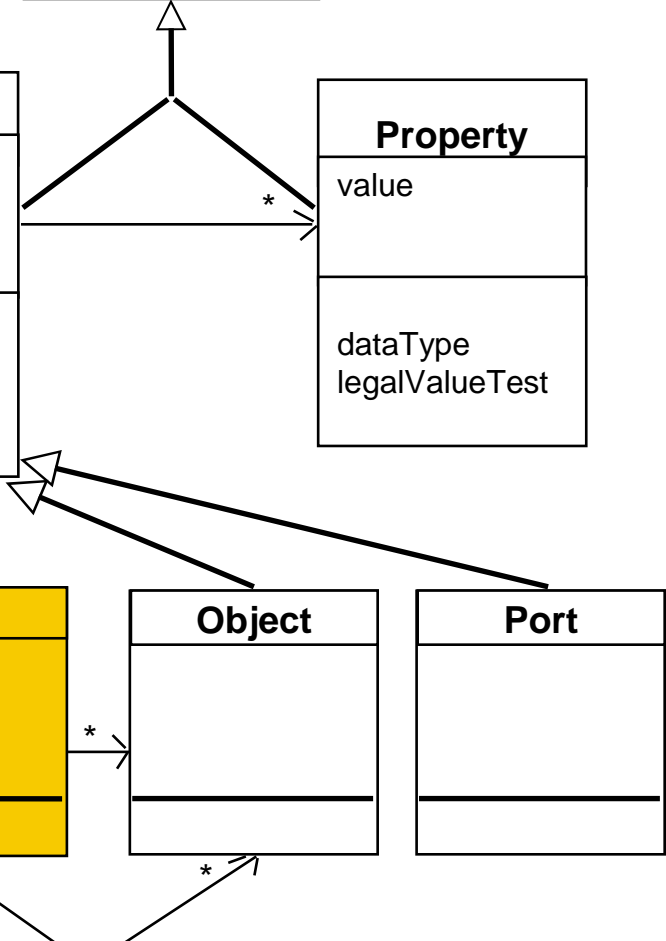 Property
*
value
dataType
legalValueTest
Object
Port
*
*